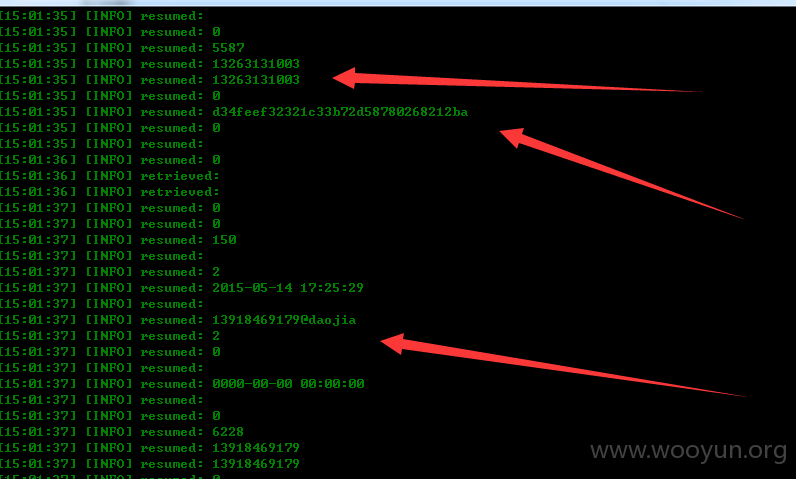 [15:01:35] [INFO] resumed:
[15:01:35] [INFO] resumed: 0
[15:01:35] [INFO] resumed: 5587
[15:01:35] [INFO] resumed: 13263131003
[15:01:35] [INFO] resumed: 13263131003
[15:01:35] [INFO] resumed: 0
[15:01:35] [INFO] resumed: d34feef32321c33b72d58780268212ba
[15:01:35] [INFO] resumed: 0
[15:01:35] [INFO] resumed:
[15:01:36] [INFO] resumed: 0
[15:01:36] [INFO] retrieved:
[15:01:36] [INFO] retrieved:
[15:01:37] [INFO] resumed: 0
[15:01:37] [INFO] resumed: 0
[15:01:37] [INFO] resumed: 150
[15:01:37] [INFO] resumed:
[15:01:37] [INFO] resumed: 2
[15:01:37] [INFO] resumed: 2015-05-14 17:25:29
[15:01:37] [INFO] resumed:
[15:01:37] [INFO] resumed: 13918469179@daojia
[15:01:37] [INFO] resumed: 2
[15:01:37] [INFO] resumed: 0
[15:01:37] [INFO] resumed:
[15:01:37] [INFO] resumed: 0000-00-00 00:00:00
[15:01:37] [INFO] resumed:
[15:01:37] [INFO] resumed: 0
[15:01:37] [INFO] resumed: 6228
[15:01:37] [INFO] resumed: 13918469179
[15:01:37] [INFO] resumed: 13918469179
[15:01:37] [INFO] resumed: 0
www.wooyun.org